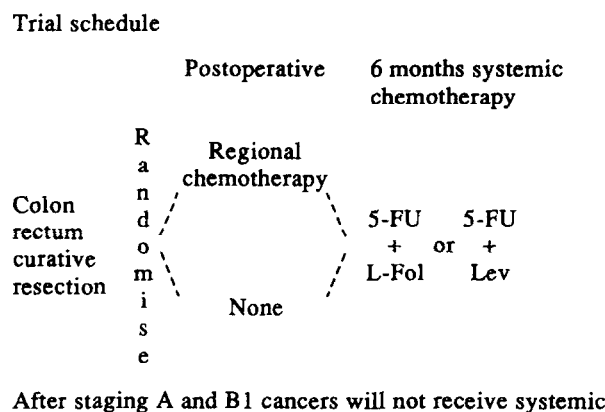 Trial schedule
Postoperative 6 months systemic
chemotherapy
Randomise
Regional
chemotherapy
Colon
rectum
curative
resection
5-FU 5-FU
+ or +
L-Fol Lev
None
After staging A and B1 cancers will not receive systemic